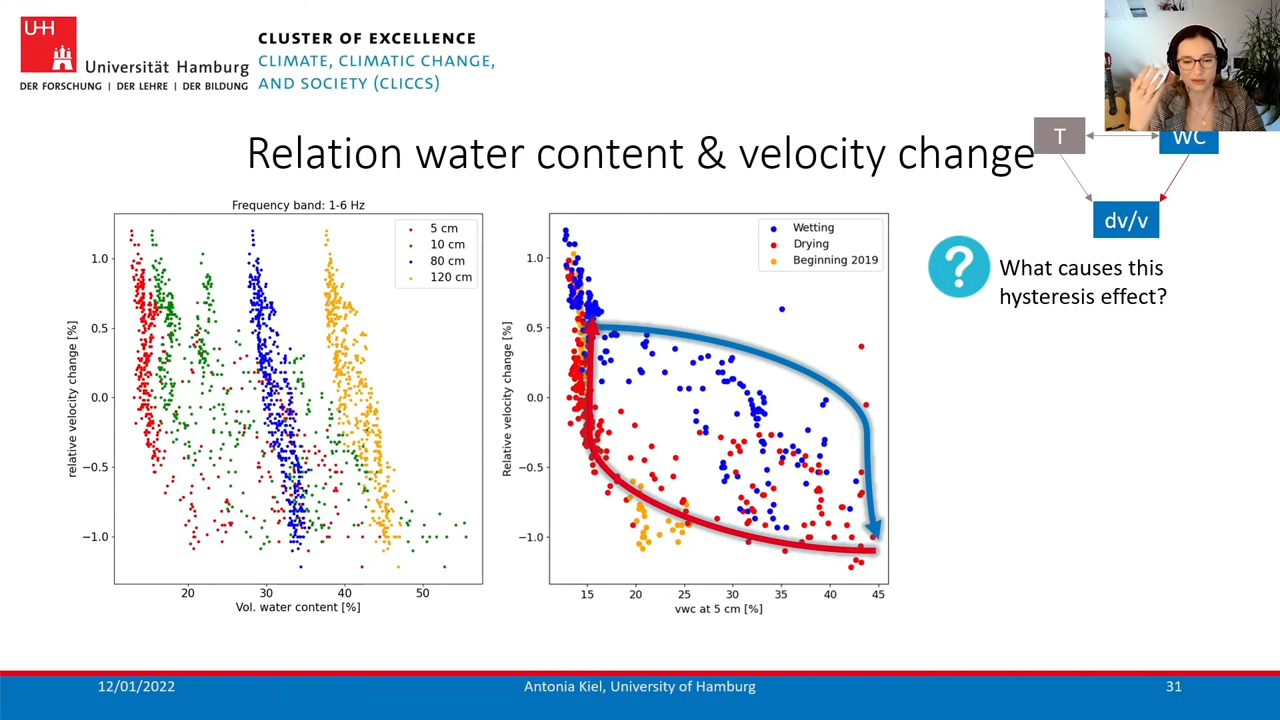 UHH
Universität Hamburg
DER FORSCHUNG | DER LEHRE | DER BILDUNG
CLUSTER OF EXCELLENCE
CLIMATE, CLIMATIC CHANGE,
AND SOCIETY (CLICCS)
Relation water content & velocity change
T
WC
dv/v
Frequency band: 1-6 Hz
5 cm
10 cm
80 cm
120 cm
1.0
0.5
0.0
−0.5
−1.0
relative velocity change [%]
20
30
40
50
Vol. water content [%]
Wetting
Drying
Beginning 2019
1.0
0.5
0.0
−0.5
−1.0
Relative velocity change [%]
15
20
25
30
35
40
45
vwc at 5 cm [%]
?
What causes this
hysteresis effect?
12/01/2022
Antonia Kiel, University of Hamburg
31